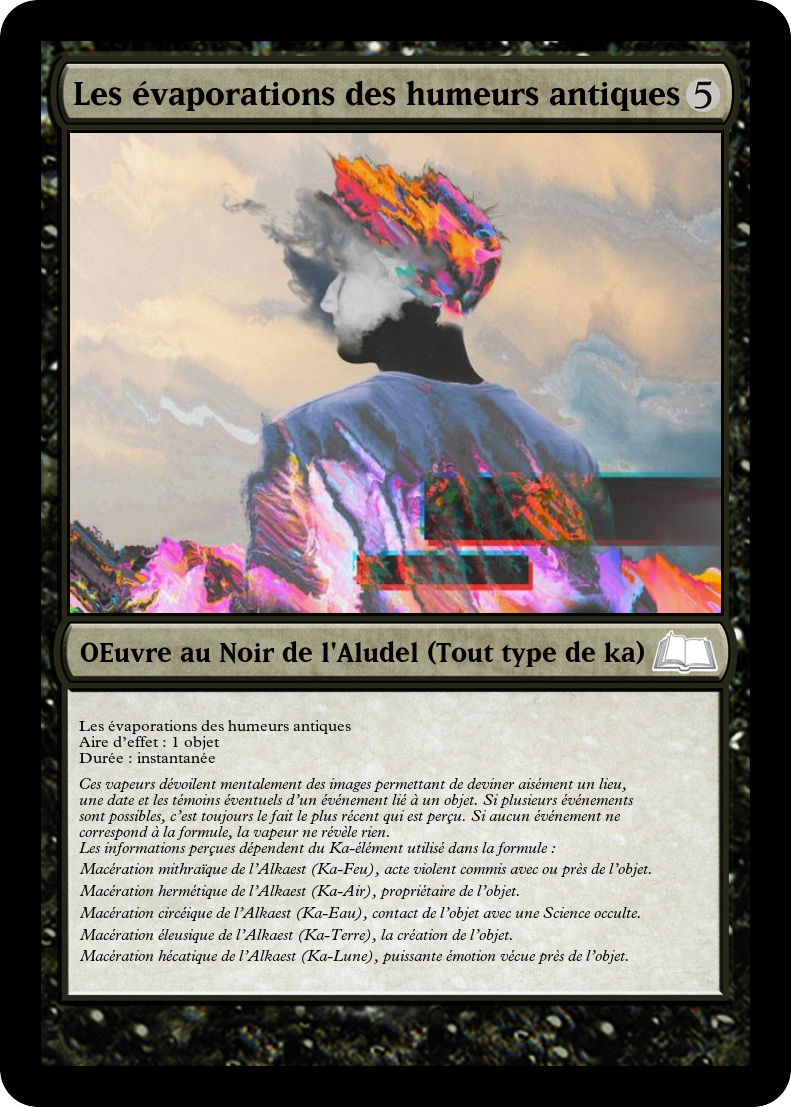 Les évaporations des humeurs antiques 5
OEuvre au Noir de l'Aludel (Tout type de ka)
Les évaporations des humeurs antiques
Aire d'effet : 1 objet
Durée : instantanée
Ces vapeurs dévoilent mentalement des images permettant de deviner aisément un lieu,
une date et les témoins éventuels d'un événement lié à un objet. Si plusieurs événements
sont possibles, c'est toujours le fait le plus récent qui est perçu. Si aucun événement ne
correspond à la formule, la vapeur ne révèle rien.
Les informations perçues dépendent du Ka-élément utilisé dans la formule :
Macération mithraïque de l'Alkaest (Ka-Feu), acte violent commis avec ou près de l'objet.
Macération hermétique de l'Alkaest (Ka-Air), propriétaire de l'objet.
Macération circéique de l'Alkaest (Ka-Eau), contact de l'objet avec une Science occulte.
Macération éleusique de l'Alkaest (Ka-Terre), la création de l'objet.
Macération hécatique de l'Alkaest (Ka-Lune), puissante émotion vécue près de l'objet.